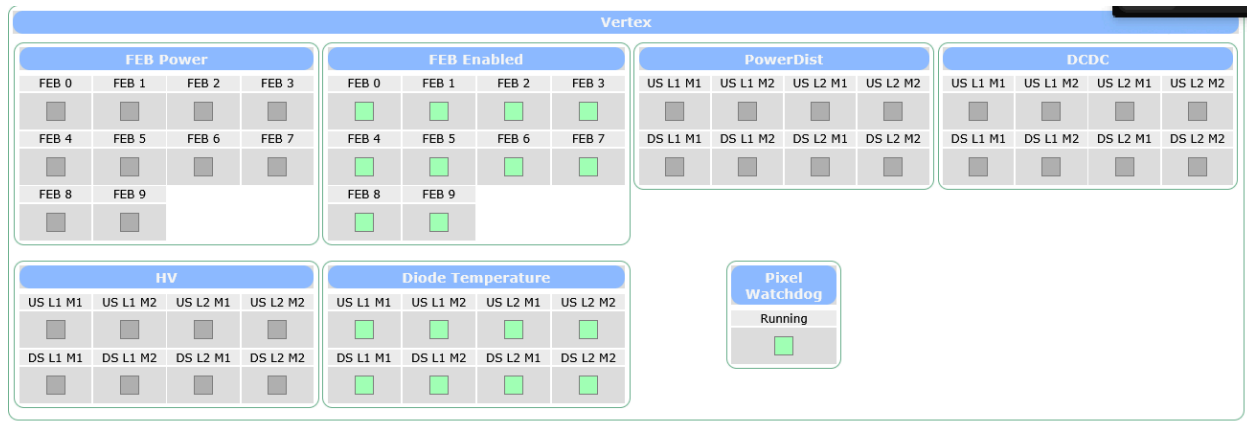 Vertex
FEB Power
FEB 0 FEB 1 FEB 2 FEB 3
FEB 4 FEB 5 FEB 6 FEB 7
FEB 8 FEB 9
FEB Enabled
FEB 0 FEB 1 FEB 2 FEB 3
FEB 4 FEB 5 FEB 6 FEB 7
FEB 8 FEB 9
PowerDist
US L1 M1 US L1 M2 US L2 M1 US L2 M2
DS L1 M1 DS L1 M2 DS L2 M1 DS L2 M2
DCDC
US L1 M1 US L1 M2 US L2 M1 US L2 M2
DS L1 M1 DS L1 M2 DS L2 M1 DS L2 M2
HV
US L1 M1 US L1 M2 US L2 M1 US L2 M2
DS L1 M1 DS L1 M2 DS L2 M1 DS L2 M2
Diode Temperature
US L1 M1 US L1 M2 US L2 M1 US L2 M2
DS L1 M1 DS L1 M2 DS L2 M1 DS L2 M2
Pixel
Watchdog
Running